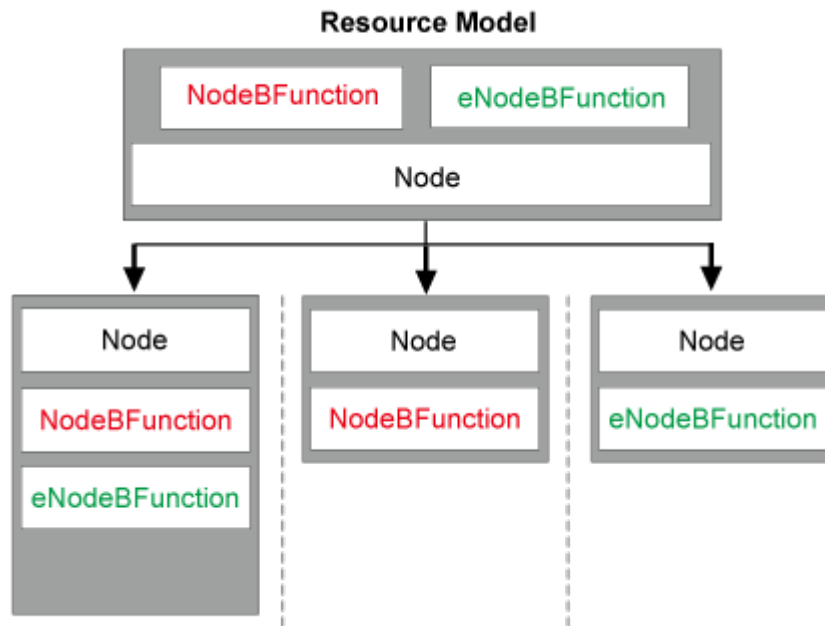 Resource Model
NodeBFunction
eNodeBFunction
Node
Node
NodeBFunction
eNodeBFunction
Node
NodeBFunction
Node
eNodeBFunction